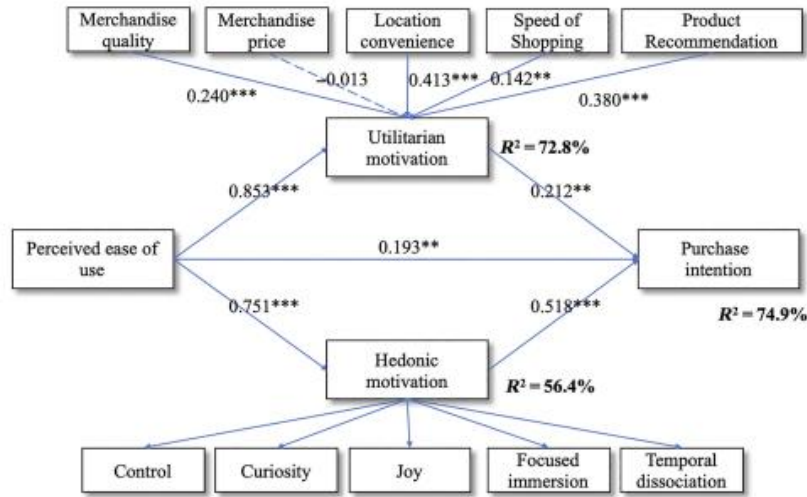 Merchandise
quality
Merchandise
price
Location
convenience
Speed of
Shopping
Product
Recommendation
0.240***
–0.013
0.413***
0.142**
0.380***
Utilitarian
motivation
R² = 72.8%
0.853***
0.212**
Perceived ease of
use
0.193**
Purchase
intention
0.751***
0.518***
R² = 74.9%
Hedonic
motivation
R² = 56.4%
Control
Curiosity
Joy
Focused
immersion
Temporal
dissociation